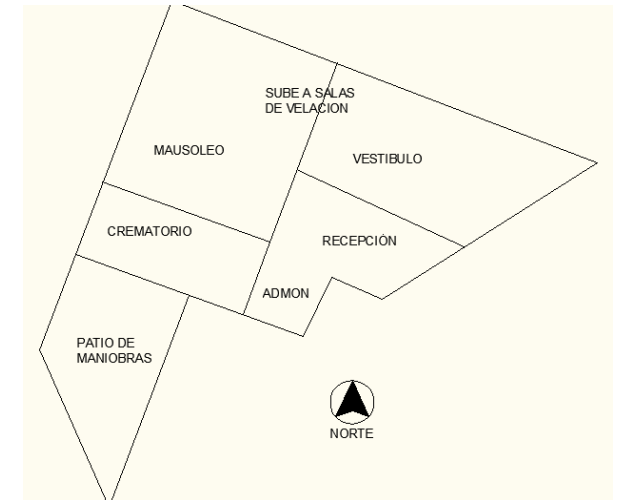 SUBE A SALAS
DE VELACION
MAUSOLEO
VESTIBULO
CREMATORIO
RECEPCIÓN
ADMON
PATIO DE
MANIOBRAS
NORTE